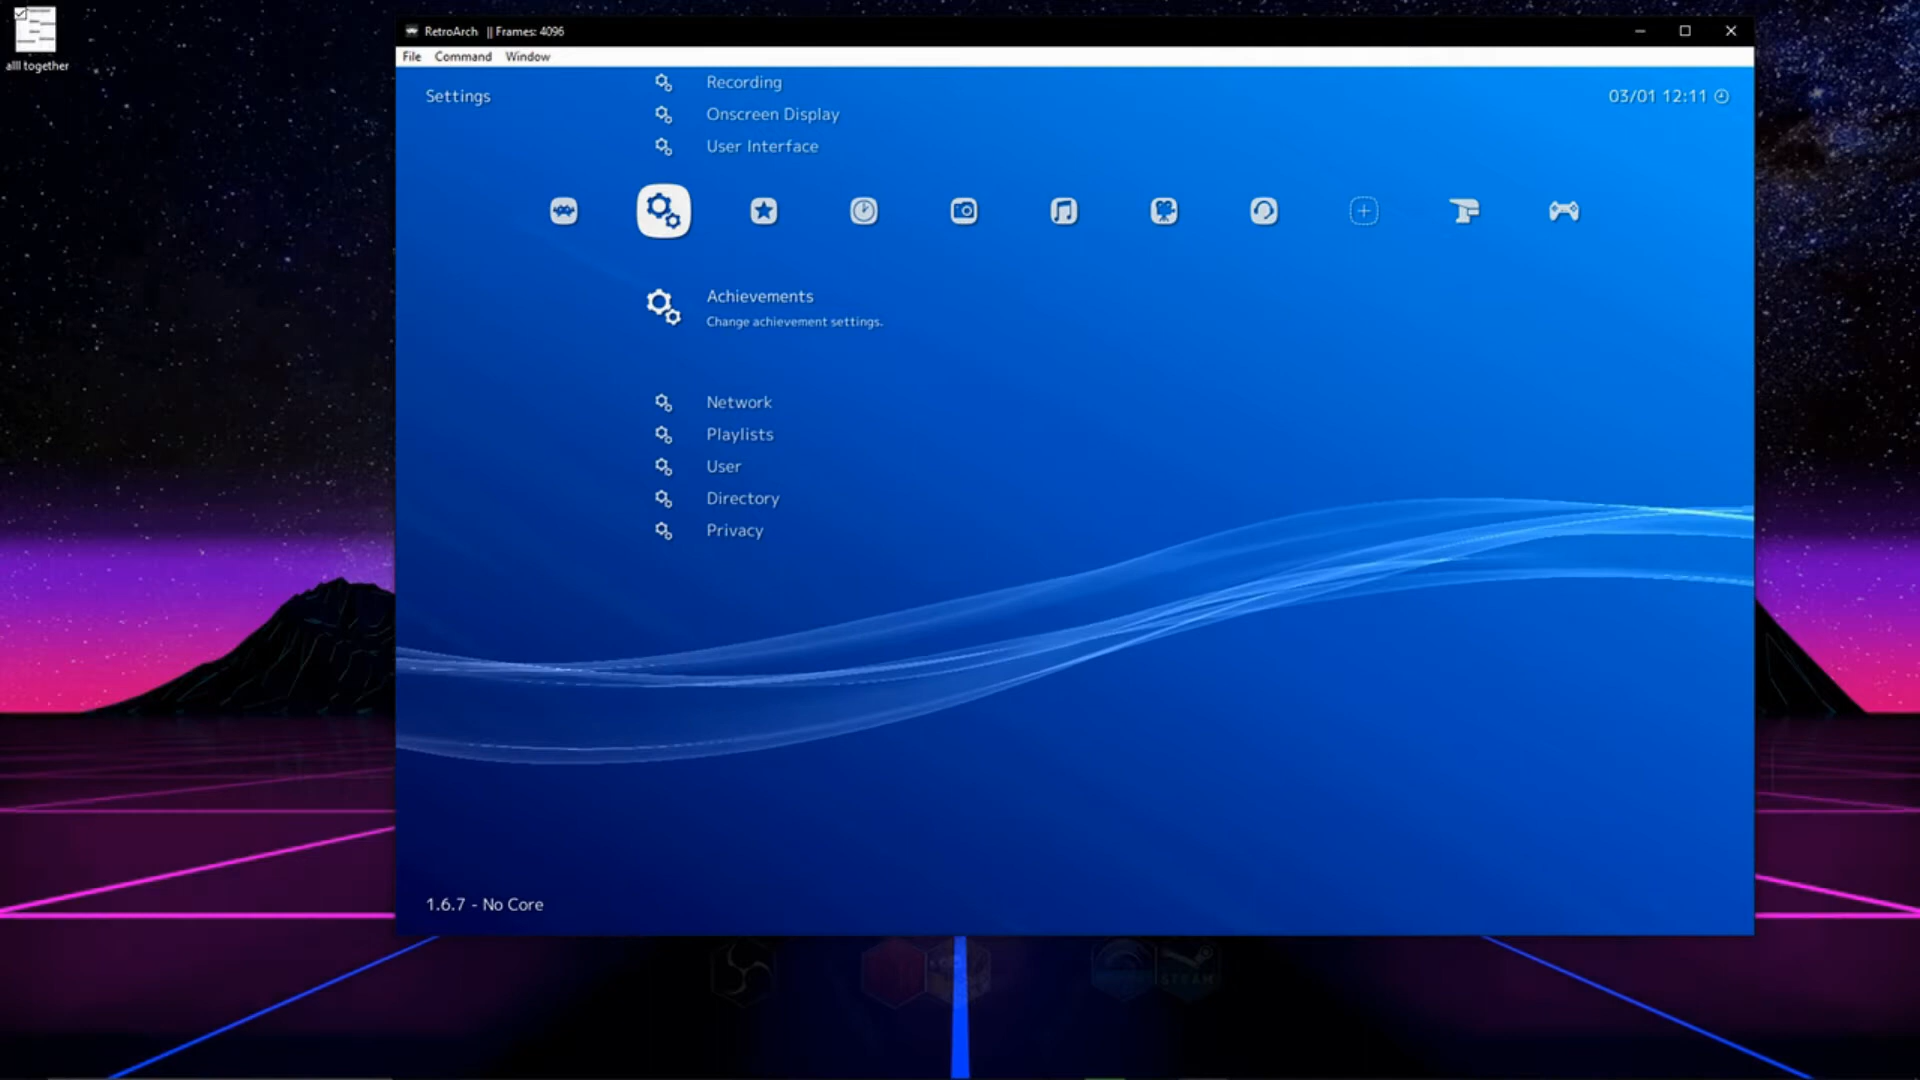 alll together
RetroArch || Frames: 4096
File Command Window
Settings
03/01 12:11
Recording
Onscreen Display
User Interface
Achievements
Change achievement settings.
Network
Playlists
User
Directory
Privacy
1.6.7 - No Core
STEAM